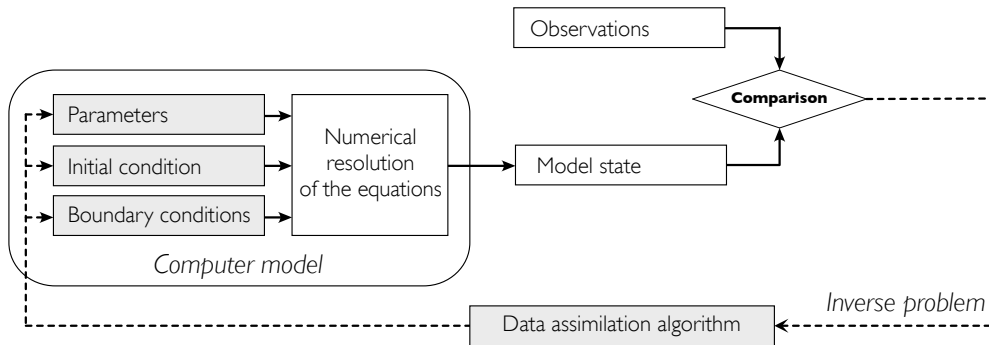 Observations
Comparison
Parameters
Initial condition
Boundary conditions
Numerical
resolution
of the equations
Model state
Computer model
Inverse problem
Data assimilation algorithm